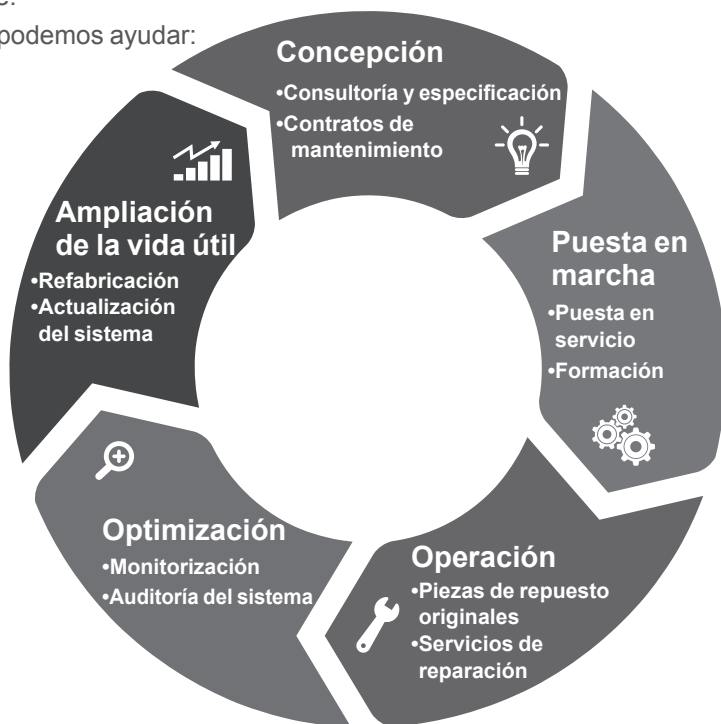 podemos ayudar:
Concepción
•Consultoría y especificación
•Contratos de
mantenimiento
Puesta en
marcha
•Puesta en
servicio
•Formación
Operación
•Piezas de repuesto
originales
•Servicios de
reparación
Optimización
•Monitorización
•Auditoría del sistema
Ampliación
de la vida útil
•Refabricación
•Actualización
del sistema